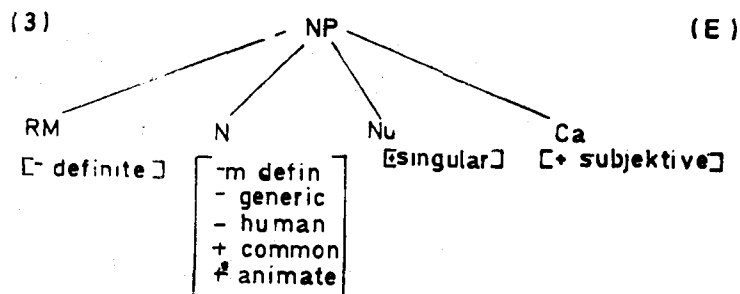 (3) NP (E)
RM N Nu Ca
[- definite] [+singular] [+ subjektive]
-m defin
- generic
- human
+ common
+ animate